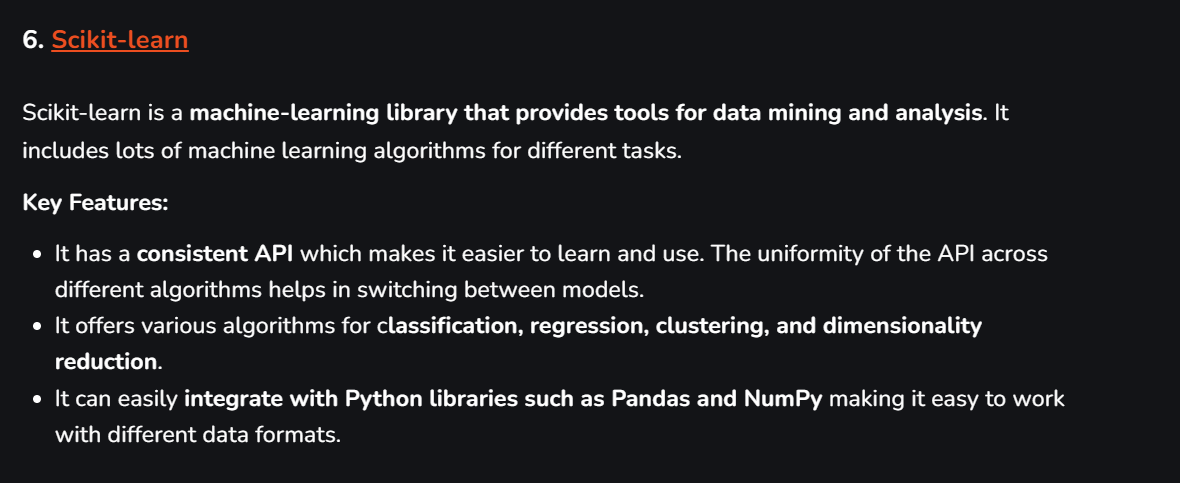 6. Scikit-learn
Scikit-learn is a machine-learning library that provides tools for data mining and analysis. It
includes lots of machine learning algorithms for different tasks.
Key Features:
• It has a consistent API which makes it easier to learn and use. The uniformity of the API across
different algorithms helps in switching between models.
• It offers various algorithms for classification, regression, clustering, and dimensionality
reduction.
• It can easily integrate with Python libraries such as Pandas and NumPy making it easy to work
with different data formats.